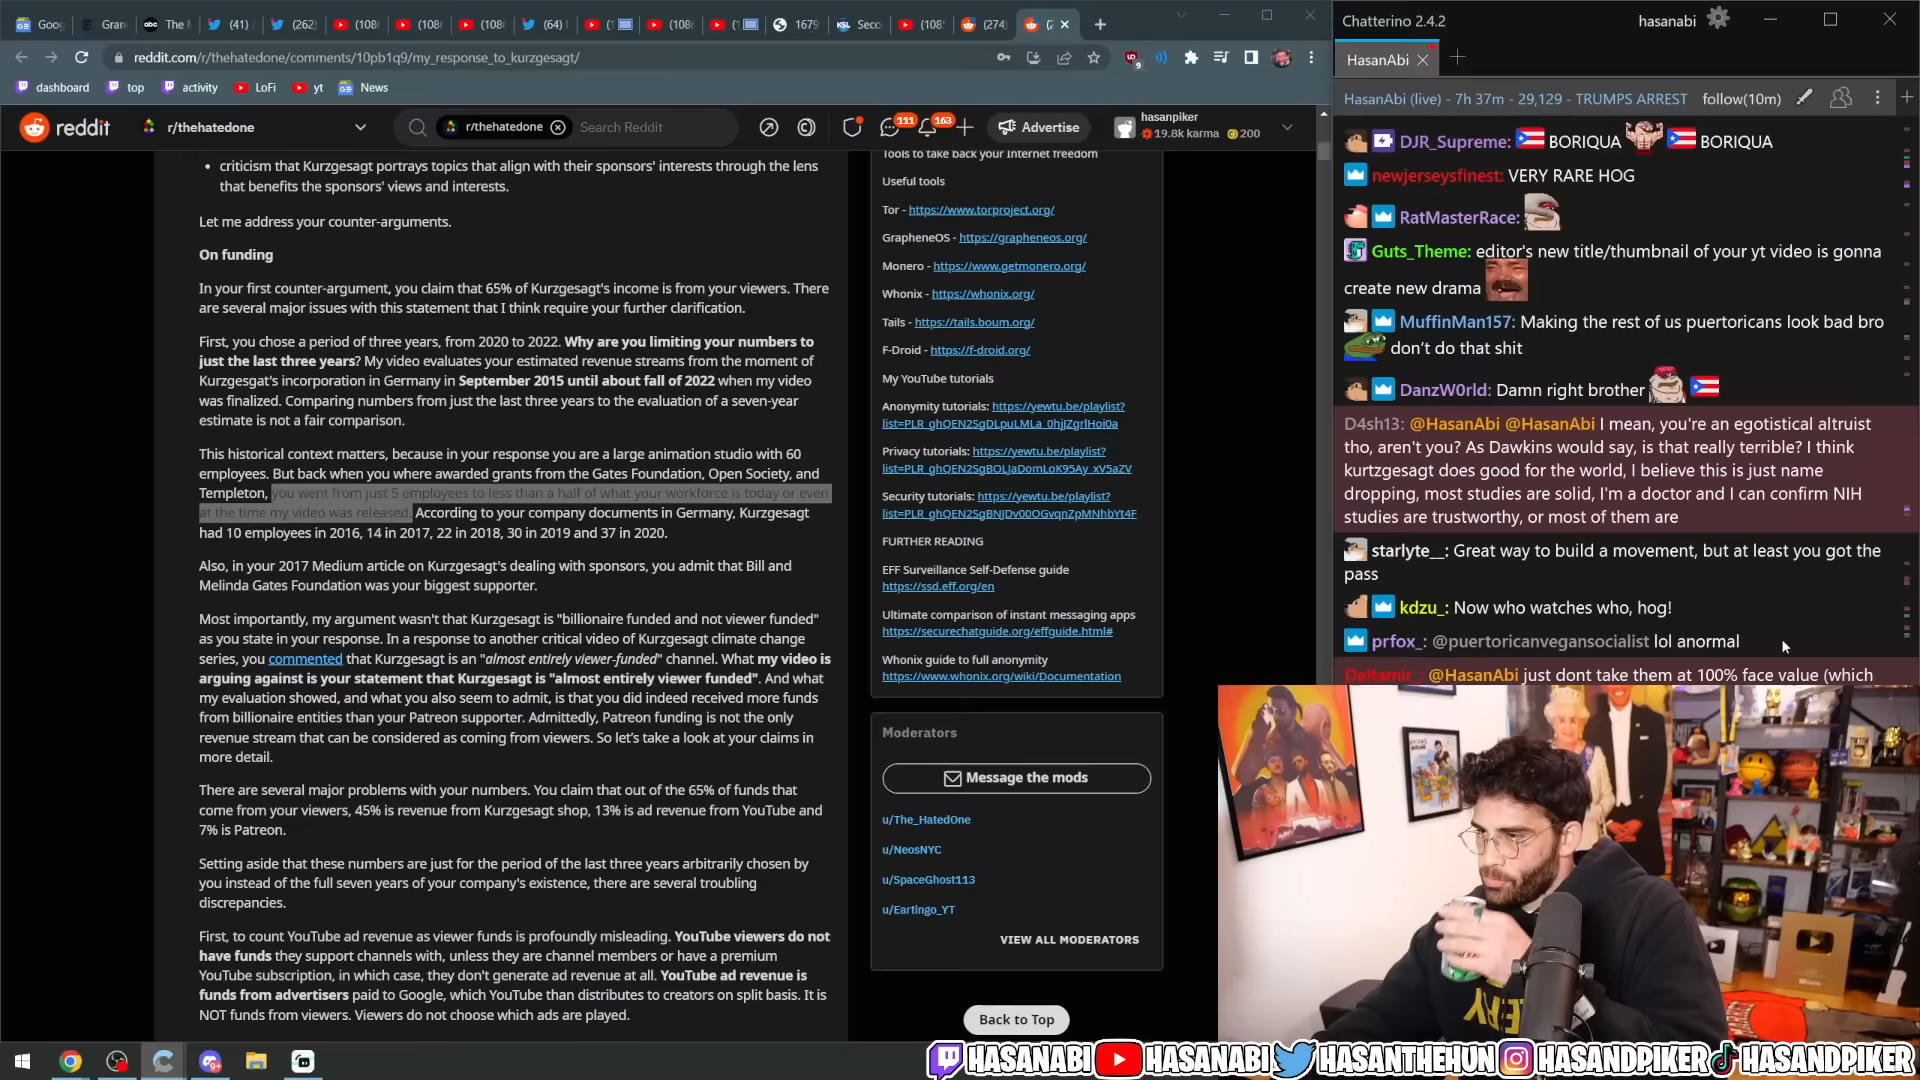 Goog
Gran
The M
(41)
(262)
(108
(108
(108
(64)
(108
1679
Seco
(108
(274)
reddit.com/r/thehatedone/comments/10pb1q9/my_response_to_kurzgesagt/
dashboard
top
activity
LoFi
yt
News
reddit
r/thehatedone
r/thehatedone
Search Reddit
111
163
Advertise
hasanpiker
19.8k karma
200
criticism that Kurzgesagt portrays topics that align with their sponsors' interests through the lens
that benefits the sponsors' views and interests.
Let me address your counter-arguments.
On funding
In your first counter-argument, you claim that 65% of Kurzgesagt's income is from your viewers. There
are several major issues with this statement that I think require your further clarification.
First, you chose a period of three years, from 2020 to 2022. Why are you limiting your numbers to
just the last three years? My video evaluates your estimated revenue streams from the moment of
Kurzgesgat's incorporation in Germany in September 2015 until about fall of 2022 when my video
was finalized. Comparing numbers from just the last three years to the evaluation of a seven-year
estimate is not a fair comparison.
This historical context matters, because in your response you are a large animation studio with 60
employees. But back when you where awarded grants from the Gates Foundation, Open Society, and
Templeton, you went from just 5 employees to less than a half of what your workforce is today or even
at the time my video was released. According to your company documents in Germany, Kurzgesagt
had 10 employees in 2016, 14 in 2017, 22 in 2018, 30 in 2019 and 37 in 2020.
Also, in your 2017 Medium article on Kurzgesagt's dealing with sponsors, you admit that Bill and
Melinda Gates Foundation was your biggest supporter.
Most importantly, my argument wasn't that Kurzgesagt is "billionaire funded and not viewer funded"
as you state in your response. In a response to another critical video of Kurzgesagt climate change
series, you commented that Kurzgesagt is an "almost entirely viewer-funded" channel. What my video is
arguing against is your statement that Kurzgesagt is "almost entirely viewer funded". And what
my evaluation showed, and what you also seem to admit, is that you did indeed received more funds
from billionaire entities than your Patreon supporter. Admittedly, Patreon funding is not the only
revenue stream that can be considered as coming from viewers. So let's take a look at your claims in
more detail.
There are several major problems with your numbers. You claim that out of the 65% of funds that
come from your viewers, 45% is revenue from Kurzgesagt shop, 13% is ad revenue from YouTube and
7% is Patreon.
Setting aside that these numbers are just for the period of the last three years arbitrarily chosen by
you instead of the full seven years of your company's existence, there are several troubling
discrepancies.
First, to count YouTube ad revenue as viewer funds is profoundly misleading. YouTube viewers do not
have funds they support channels with, unless they are channel members or have a premium
YouTube subscription, in which case, they don't generate ad revenue at all. YouTube ad revenue is
funds from advertisers paid to Google, which YouTube than distributes to creators on split basis. It is
NOT funds from viewers. Viewers do not choose which ads are played.
Tools to take back your Internet freedom
Useful tools
Tor - https://www.torproject.org/
GrapheneOS - https://grapheneos.org/
Monero - https://www.getmonero.org/
Whonix - https://whonix.org/
Tails - https://tails.boum.org/
F-Droid - https://f-droid.org/
My YouTube tutorials
Anonymity tutorials: https://yewtu.be/playlist?
list=PLR_ghQEN2SgDLpuLMLa_0hjJZgrlHoi0a
Privacy tutorials: https://yewtu.be/playlist?
list=PLR_ghQEN2SgBOLJaDomLoK95Ay_xV5aZV
Security tutorials: https://yewtu.be/playlist?
list=PLR_ghQEN2SgBNJDv00OGvqnZpMNhbYt4F
FURTHER READING
EFF Surveillance Self-Defense guide
https://ssd.eff.org/en
Ultimate comparison of instant messaging apps
https://securechatguide.org/effguide.html#
Whonix guide to full anonymity
https://www.whonix.org/wiki/Documentation
Moderators
Message the mods
u/The_HatedOne
u/NeosNYC
u/SpaceGhost113
u/Eartingo_YT
VIEW ALL MODERATORS
Back to Top
Chatterino 2.4.2
hasanabi
HasanAbi
HasanAbi (live) - 7h 37m - 29,129 - TRUMPS ARREST
follow(10m)
DJR_Supreme: BORIQUA BORIQUA
newjerseysfinest: VERY RARE HOG
RatMasterRace:
Guts_Theme: editor's new title/thumbnail of your yt video is gonna
create new drama
MuffinMan157: Making the rest of us puertoricans look bad bro
don't do that shit
DanzW0rld: Damn right brother
D4sh13: @HasanAbi @HasanAbi I mean, you're an egotistical altruist
tho, aren't you? As Dawkins would say, is that really terrible? I think
kurtzgesagt does good for the world, I believe this is just name
dropping, most studies are solid, I'm a doctor and I can confirm NIH
studies are trustworthy, or most of them are
starlyte__: Great way to build a movement, but at least you got the
pass
kdzu_: Now who watches who, hog!
prfox_: @puertoricanvegansocialist lol anormal
Deltamir_: @HasanAbi just dont take them at 100% face value (which
HASANABI HASANABI HASANTHEHUN HASANDPIKER HASANDPIKER